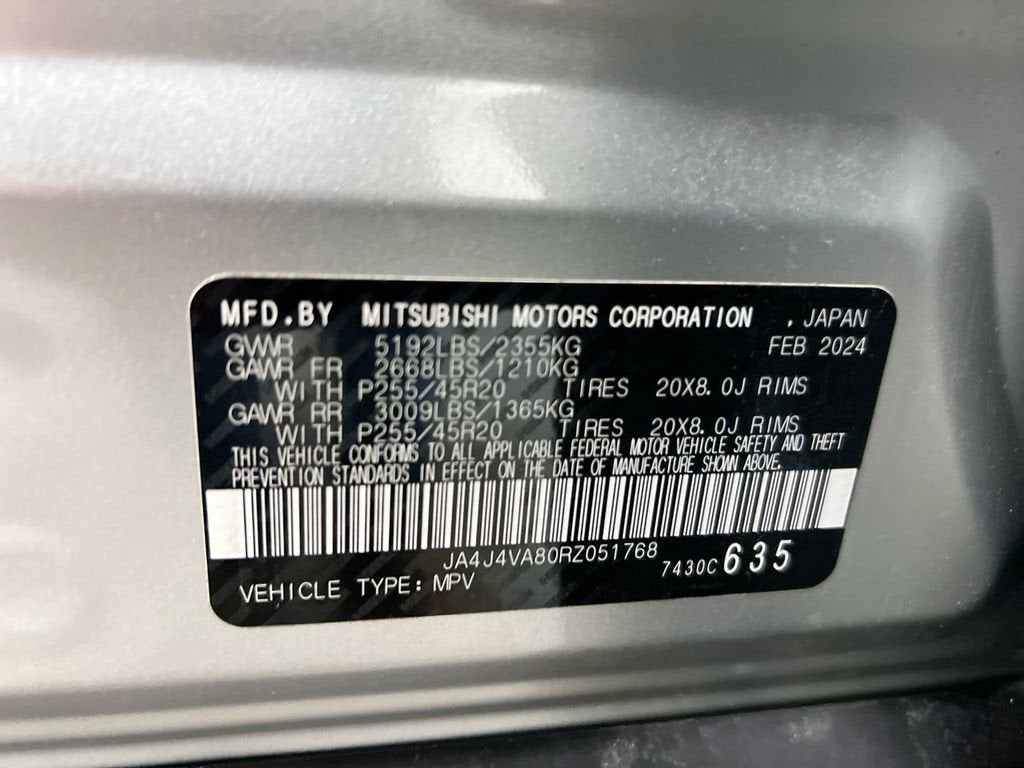 MFD.BY MITSUBISHI MOTORS CORPORATION , JAPAN
GVWR 5192LBS/2355KG FEB 2024
GAWR FR 2668LBS/1210KG
WITH P255/45R20 TIRES 20X8.0J RIMS
GAWR RR 3009LBS/1365KG
WITH P255/45R20 TIRES 20X8.0J RIMS
THIS VEHICLE CONFORMS TO ALL APPLICABLE FEDERAL MOTOR VEHICLE SAFETY AND THEFT
PREVENTION STANDARDS IN EFFECT ON THE DATE OF MANUFACTURE SHOWN ABOVE.
JA4J4VA80RZ051768 7430C 635
VEHICLE TYPE: MPV